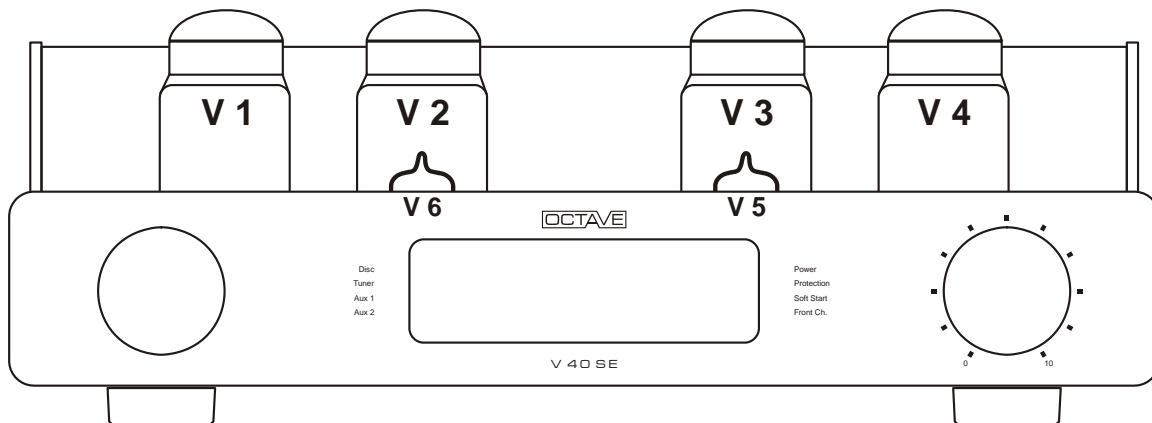 V 1
V 2
V 3
V 4
V 6
V 5
OCTAVE
Disc
Tuner
Aux 1
Aux 2
Power
Protection
Soft Start
Front Ch.
0
10
V 40 SE